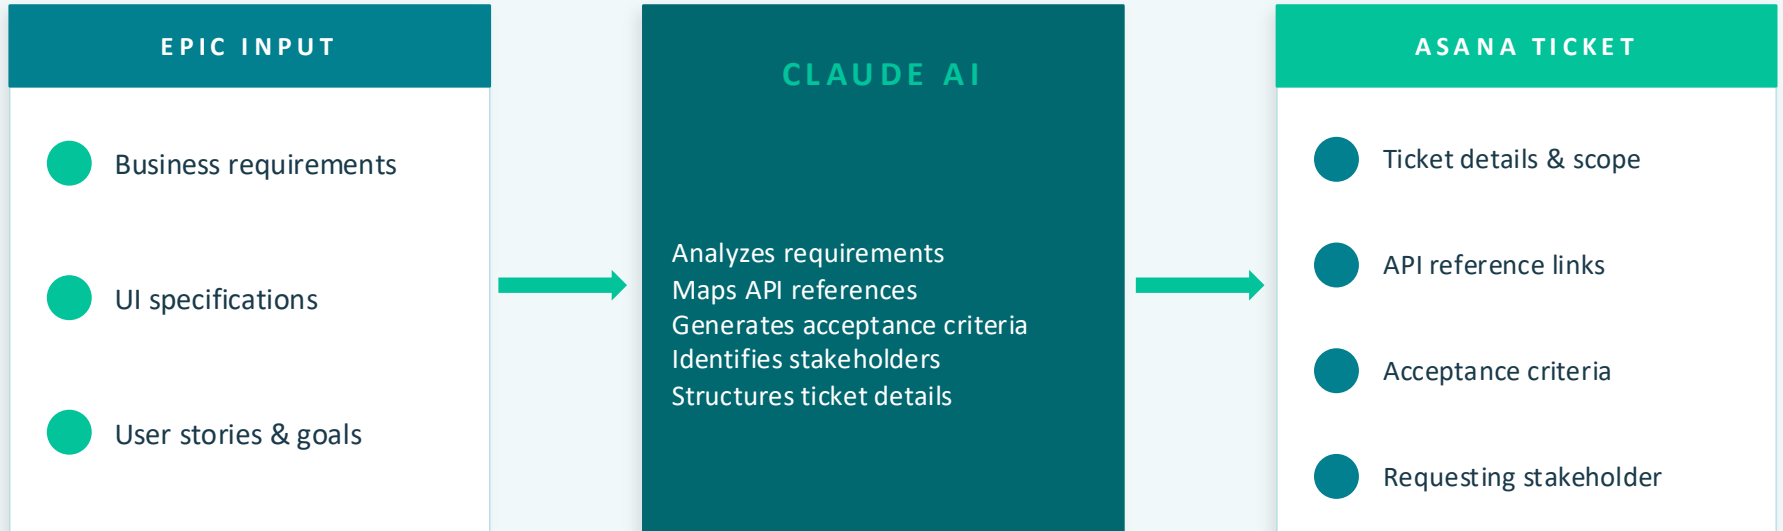 EPIC INPUT
Business requirements
UI specifications
User stories & goals
CLAUDE AI
Analyzes requirements
Maps API references
Generates acceptance criteria
Identifies stakeholders
Structures ticket details
ASANA TICKET
Ticket details & scope
API reference links
Acceptance criteria
Requesting stakeholder